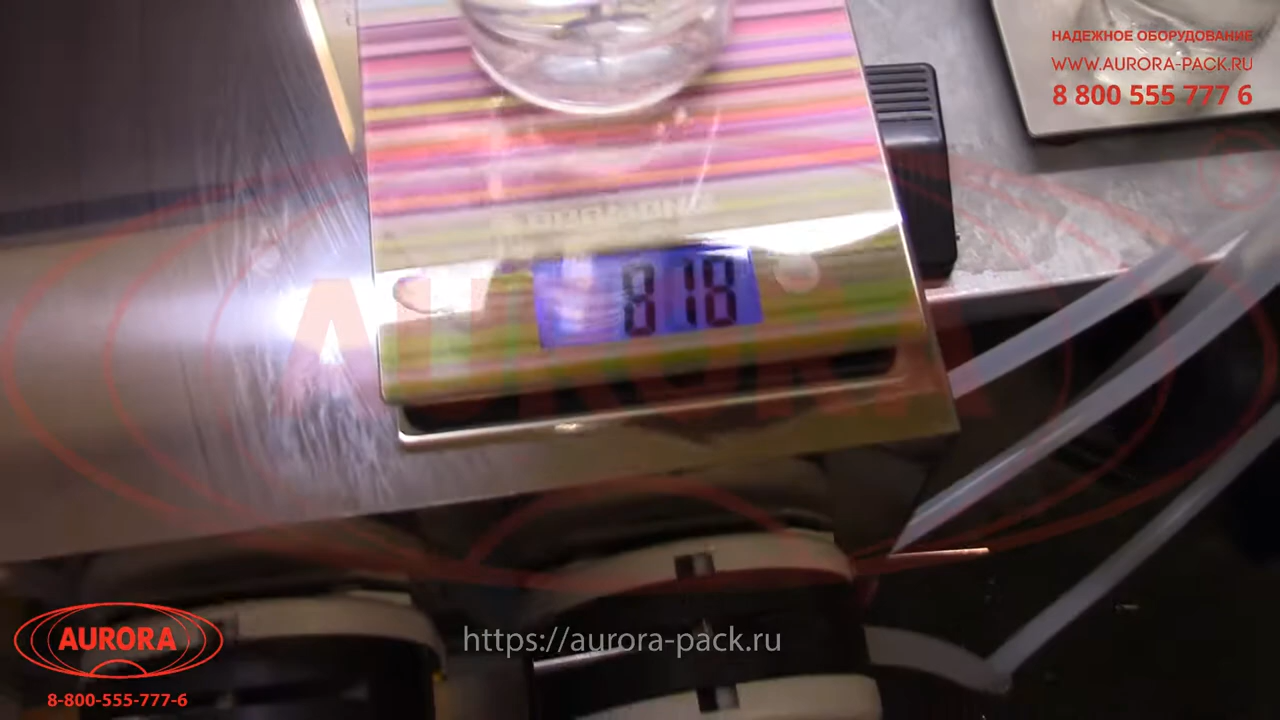 НАДЕЖНОЕ ОБОРУДОВАНИЕ
WWW.AURORA-PACK.RU
8 800 555 777 6
818
AURORA
AURORA
8-800-555-777-6
https://aurora-pack.ru